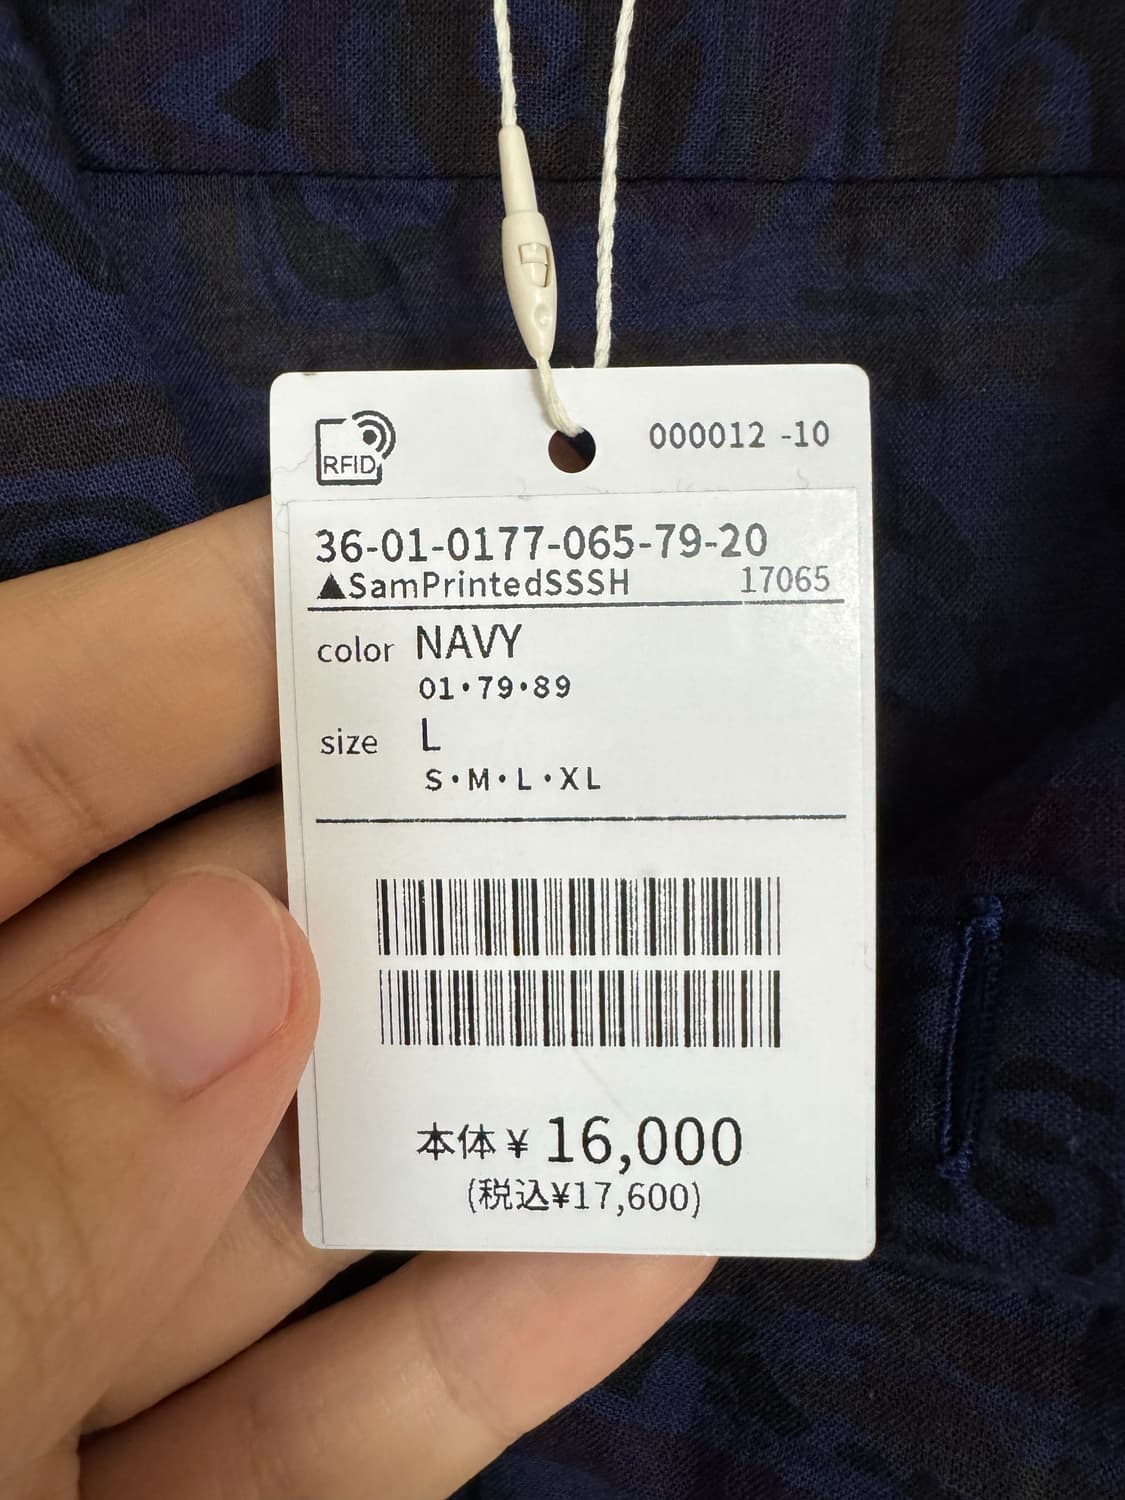 RFID
000012 -10
36-01-0177-065-79-20
▲SamPrintedSSSH 17065
color NAVY
01・79・89
size L
S・M・L・XL
本体¥ 16,000
(税込¥17,600)